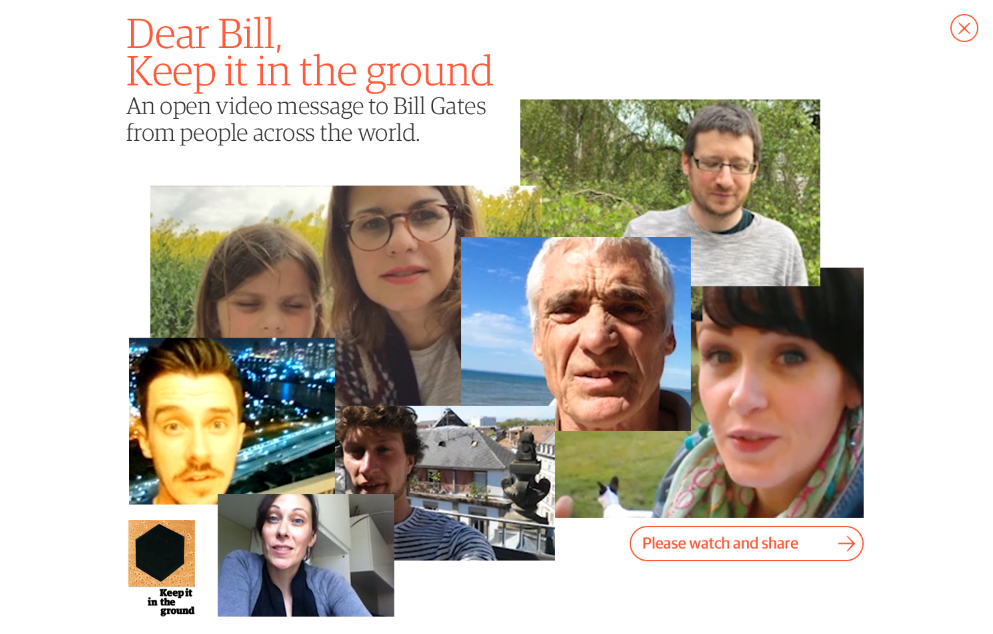 Dear Bill,
Keep it in the ground
An open video message to Bill Gates
from people across the world.
Please watch and share
Keep it
in the
ground